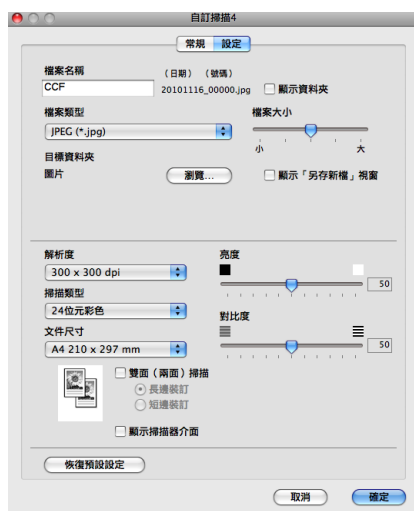 自訂掃描4
常規 設定
檔案名稱 (日期) (號碼)
CCF 20101116_00000.jpg 顯示資料夾
檔案類型 檔案大小
JPEG (*.jpg)
小 大
目標資料夾
圖片 瀏覽... 顯示「另存新檔」視窗
解析度 亮度
300 x 300 dpi 50
掃描類型
24位元彩色 對比度
文件尺寸
A4 210 x 297 mm 50
雙面（兩面）掃描
長邊裝訂
短邊裝訂
顯示掃描器介面
恢復預設設定
取消 確定